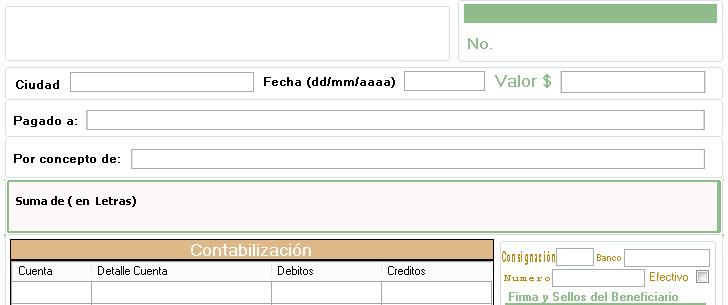 No.
Ciudad Fecha (dd/mm/aaaa) Valor $
Pagado a:
Por concepto de:
Suma de ( en Letras)
Contabilización
Cuenta Detalle Cuenta Debitos Creditos
Consignación Banco
Numero Efectivo
Firma y Sellos del Beneficiario